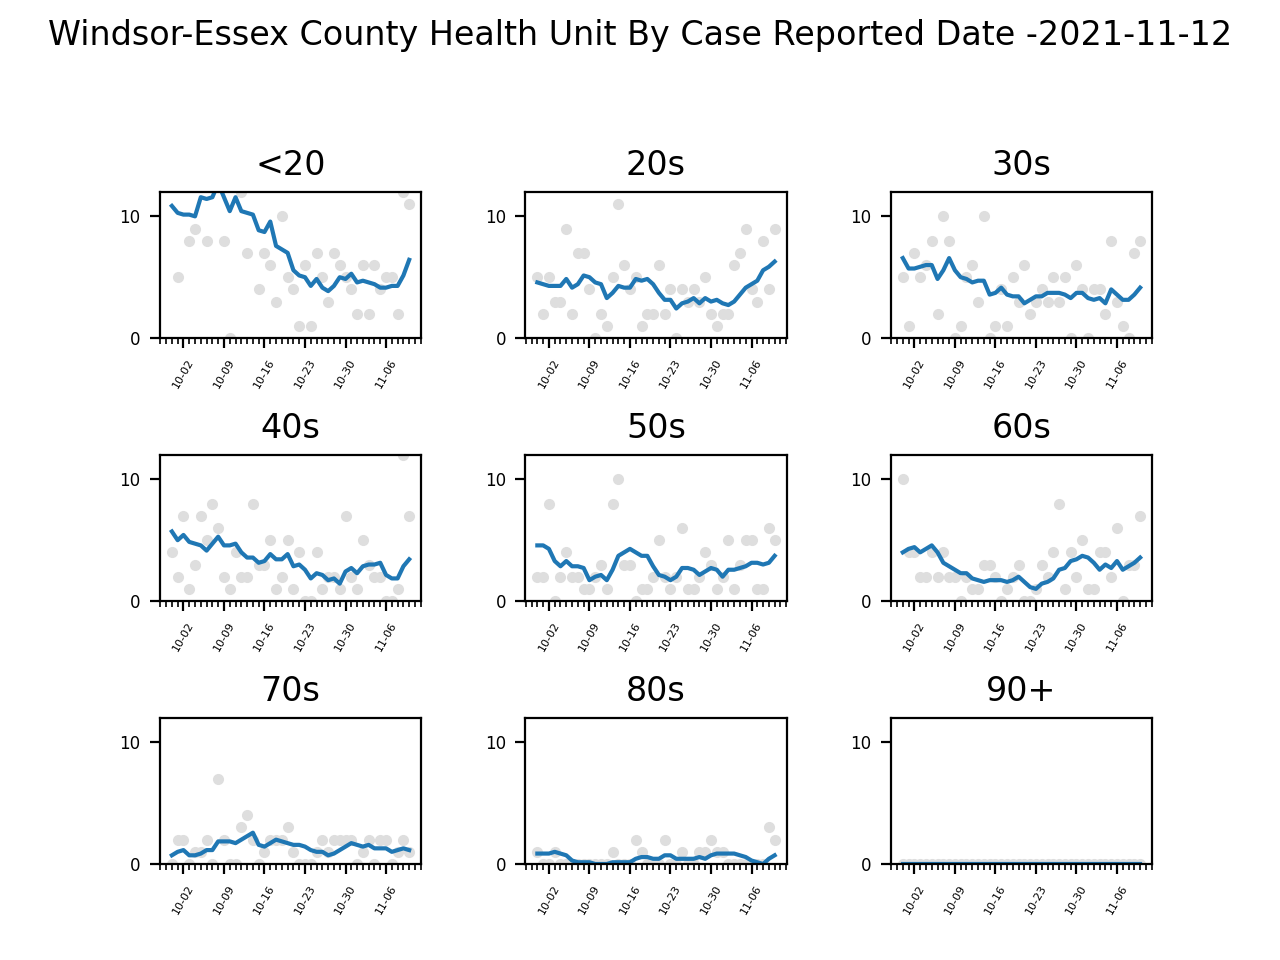 Windsor-Essex County Health Unit By Case Reported Date -2021-11-12
<20 20s 30s
10 10 10
0 0 0
10-02 10-09 10-16 10-23 10-30 11-06 10-02 10-09 10-16 10-23 10-30 11-06 10-02 10-09 10-16 10-23 10-30 11-06
40s 50s 60s
10 10 10
0 0 0
10-02 10-09 10-16 10-23 10-30 11-06 10-02 10-09 10-16 10-23 10-30 11-06 10-02 10-09 10-16 10-23 10-30 11-06
70s 80s 90+
10 10 10
0 0 0
10-02 10-09 10-16 10-23 10-30 11-06 10-02 10-09 10-16 10-23 10-30 11-06 10-02 10-09 10-16 10-23 10-30 11-06